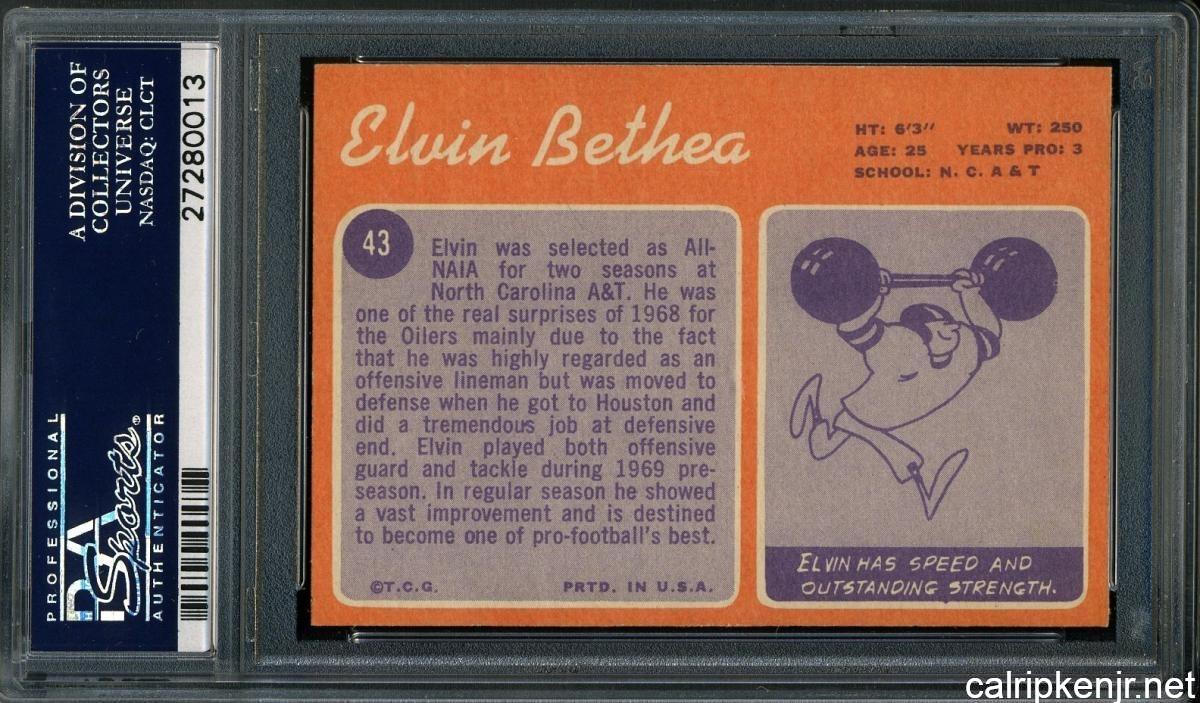 A DIVISION OF
COLLECTORS
UNIVERSE
NASDAQ: CLCT
27280013
PROFESSIONAL
PSA
Sports®
AUTHENTICATOR
Elvin Bethea
HT: 6'3" WT: 250
AGE: 25 YEARS PRO: 3
SCHOOL: N. C. A & T
43
Elvin was selected as All-
NAIA for two seasons at
North Carolina A&T. He was
one of the real surprises of 1968 for
the Oilers mainly due to the fact
that he was highly regarded as an
offensive lineman but was moved to
defense when he got to Houston and
did a tremendous job at defensive
end. Elvin played both offensive
guard and tackle during 1969 pre-
season. In regular season he showed
a vast improvement and is destined
to become one of pro-football's best.
©T.C.G. PRTD. IN U.S.A.
ELVIN HAS SPEED AND
OUTSTANDING STRENGTH.
calripkenjr.net